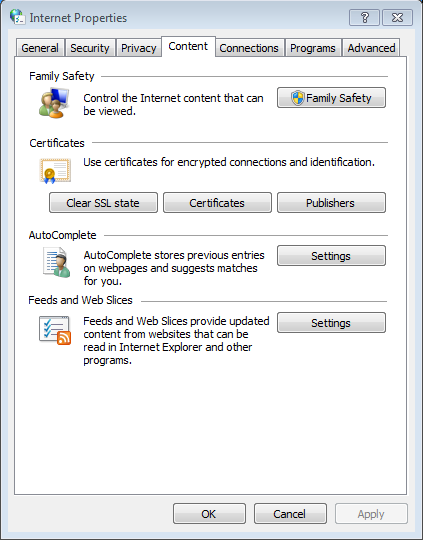 Internet Properties
General Security Privacy Content Connections Programs Advanced
Family Safety
Control the Internet content that can
be viewed.
Family Safety
Certificates
Use certificates for encrypted connections and identification.
Clear SSL state Certificates Publishers
AutoComplete
AutoComplete stores previous entries
on webpages and suggests matches
for you.
Settings
Feeds and Web Slices
Feeds and Web Slices provide updated
content from websites that can be
read in Internet Explorer and other
programs.
Settings
OK Cancel Apply